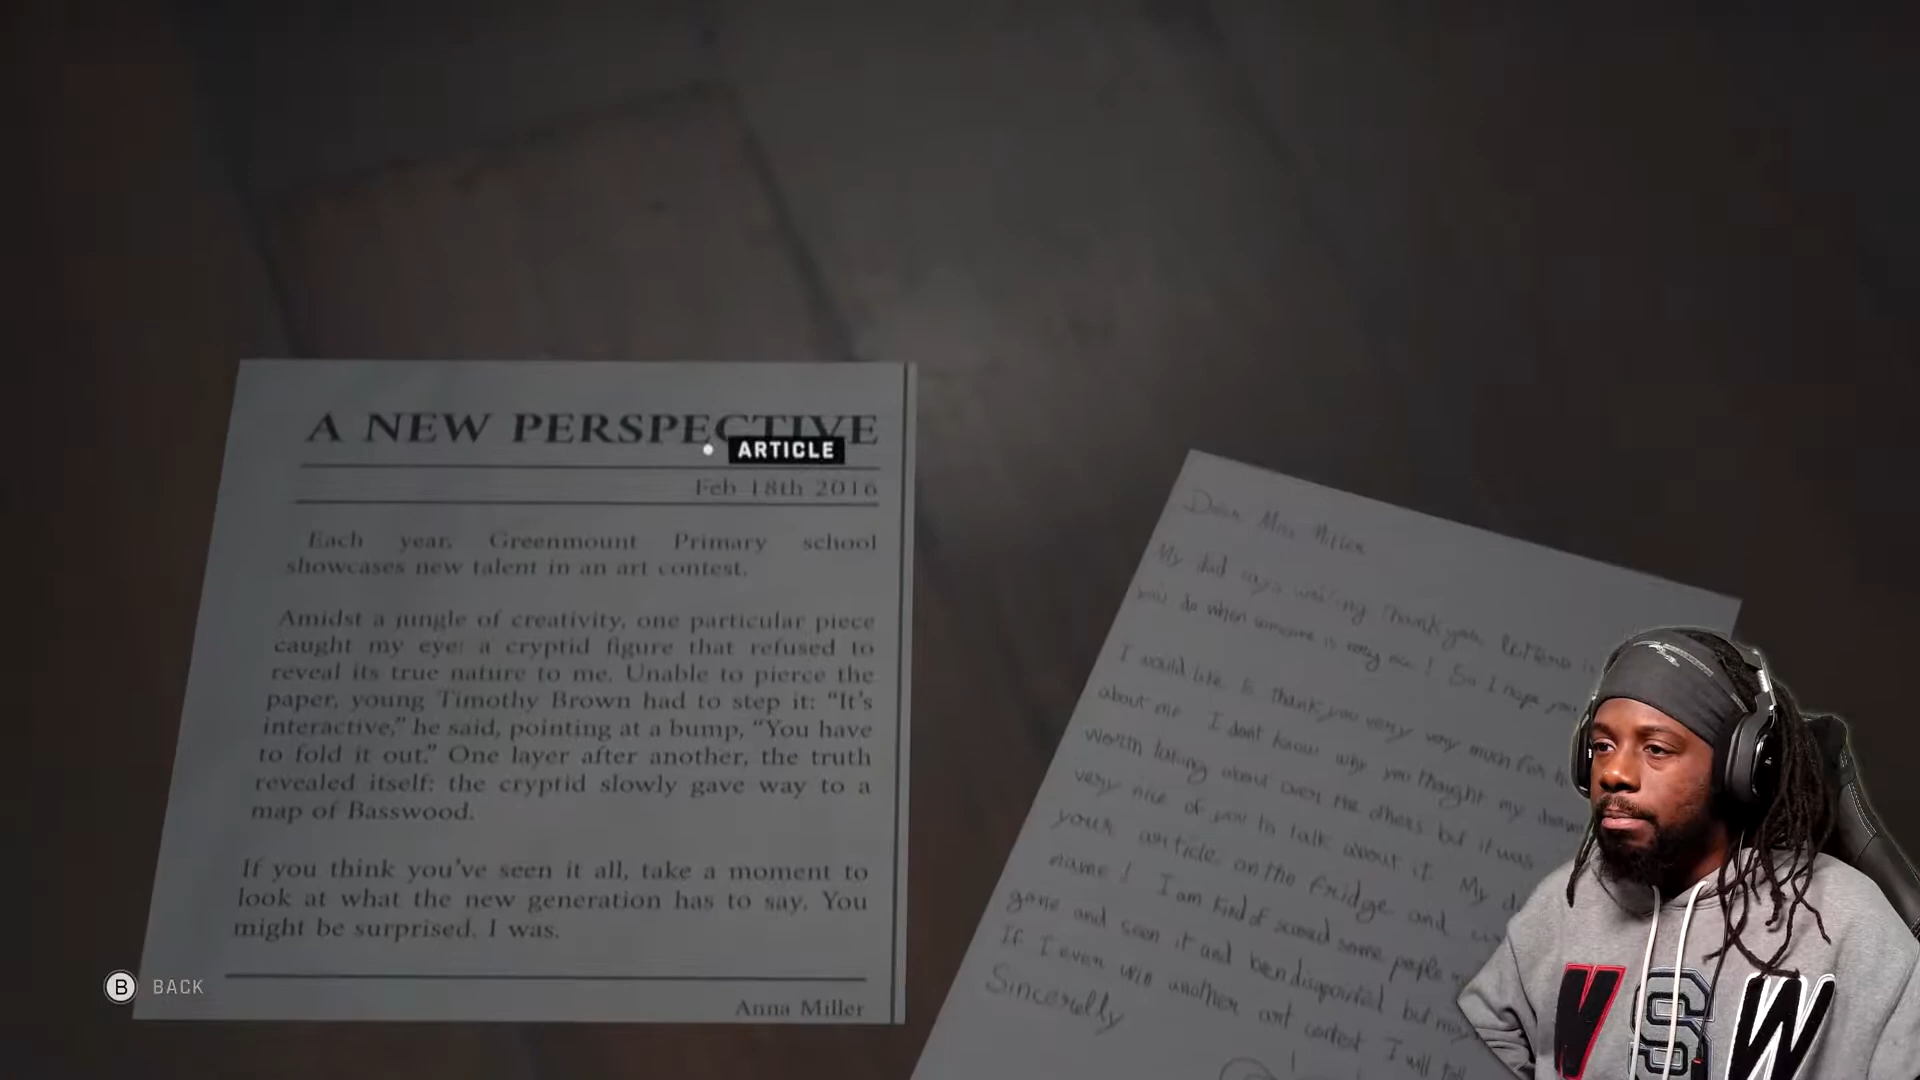 A NEW PERSPECTIVE
ARTICLE
Feb 18th 2016
Each year, Greenmount Primary school
showcases new talent in an art contest.
Amidst a jungle of creativity, one particular piece
caught my eye: a cryptid figure that refused to
reveal its true nature to me. Unable to pierce the
paper, young Timothy Brown had to step it: "It's
interactive," he said, pointing at a bump, "You have
to fold it out." One layer after another, the truth
revealed itself: the cryptid slowly gave way to a
map of Basswood.
If you think you've seen it all, take a moment to
look at what the new generation has to say. You
might be surprised. I was.
Anna Miller
B BACK
Dear Miss Miller
My dad says writing thank you letters is
you do when someone is very nice! So I hope you
I would like to thank you very very much for
about me. I dont know why you thought my
worth talking about over the others but it was
very nice of you to talk about it. My
your article on the fridge and
name! I am kind of scared some people
gone and seen it and been disapointed but
If I ever win another art contest I will
Sincerelly
VSW